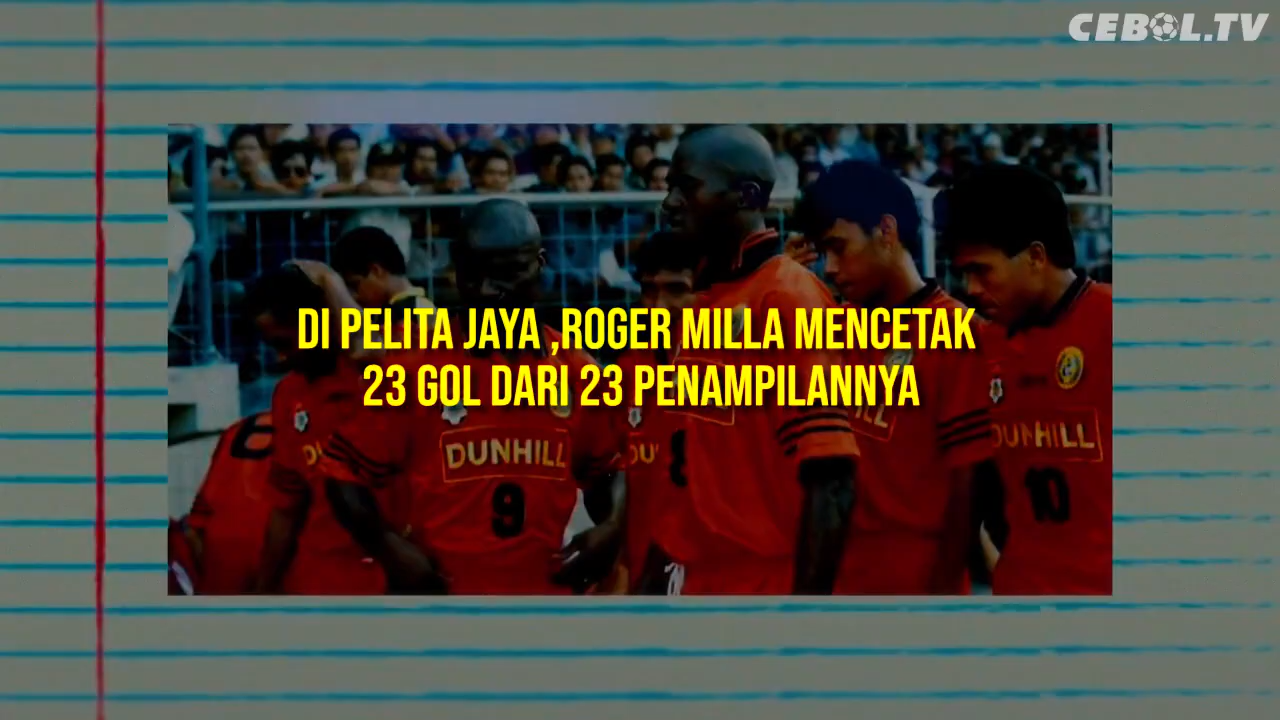 CEBOL.TV
DI PELITA JAYA ,ROGER MILLA MENCETAK
23 GOL DARI 23 PENAMPILANNYA
DUNHILL
9
DUNHILL
10